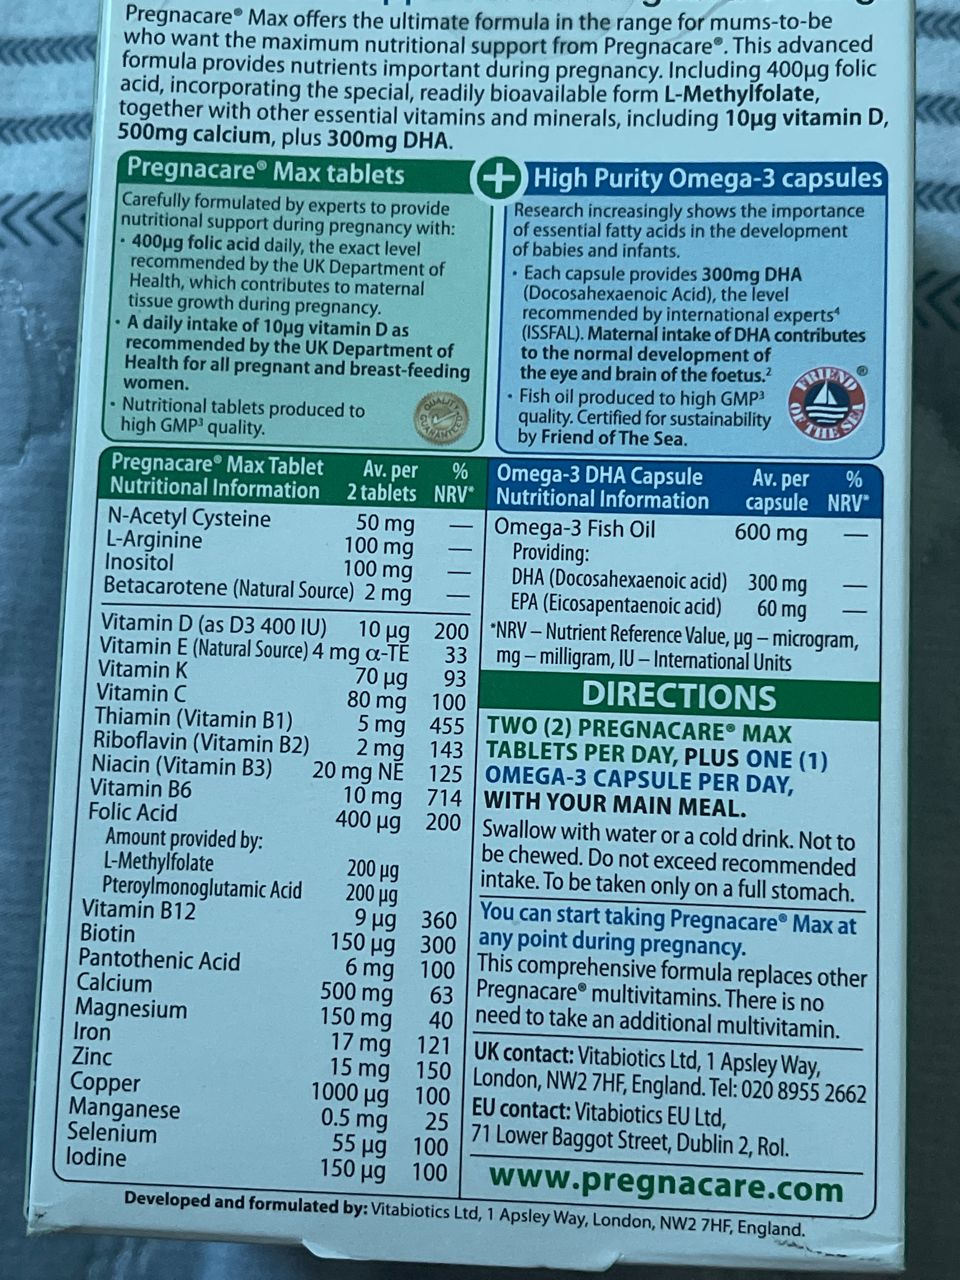 Pregnacare® Max offers the ultimate formula in the range for mums-to-be
who want the maximum nutritional support from Pregnacare®. This advanced
formula provides nutrients important during pregnancy. Including 400µg folic
acid, incorporating the special, readily bioavailable form L-Methylfolate,
together with other essential vitamins and minerals, including 10µg vitamin D,
500mg calcium, plus 300mg DHA.
Pregnacare® Max tablets
Carefully formulated by experts to provide
nutritional support during pregnancy with:
• 400µg folic acid daily, the exact level
recommended by the UK Department of
Health, which contributes to maternal
tissue growth during pregnancy.
• A daily intake of 10µg vitamin D as
recommended by the UK Department of
Health for all pregnant and breast-feeding
women.
• Nutritional tablets produced to
high GMP³ quality.
QUALITY
GUARANTEED
+
High Purity Omega-3 capsules
Research increasingly shows the importance
of essential fatty acids in the development
of babies and infants.
• Each capsule provides 300mg DHA
(Docosahexaenoic Acid), the level
recommended by international experts⁴
(ISSFAL). Maternal intake of DHA contributes
to the normal development of
the eye and brain of the foetus.²
• Fish oil produced to high GMP³
quality. Certified for sustainability
by Friend of The Sea.
FRIEND
OF THE SEA
®
Pregnacare® Max Tablet Av. per %
Nutritional Information 2 tablets NRV*
N-Acetyl Cysteine 50 mg —
L-Arginine 100 mg —
Inositol 100 mg —
Betacarotene (Natural Source) 2 mg —
Vitamin D (as D3 400 IU) 10 µg 200
Vitamin E (Natural Source) 4 mg α-TE 33
Vitamin K 70 µg 93
Vitamin C 80 mg 100
Thiamin (Vitamin B1) 5 mg 455
Riboflavin (Vitamin B2) 2 mg 143
Niacin (Vitamin B3) 20 mg NE 125
Vitamin B6 10 mg 714
Folic Acid 400 µg 200
Amount provided by:
L-Methylfolate 200 µg
Pteroylmonoglutamic Acid 200 µg
Vitamin B12 9 µg 360
Biotin 150 µg 300
Pantothenic Acid 6 mg 100
Calcium 500 mg 63
Magnesium 150 mg 40
Iron 17 mg 121
Zinc 15 mg 150
Copper 1000 µg 100
Manganese 0.5 mg 25
Selenium 55 µg 100
Iodine 150 µg 100
Omega-3 DHA Capsule Av. per %
Nutritional Information capsule NRV*
Omega-3 Fish Oil 600 mg —
Providing:
DHA (Docosahexaenoic acid) 300 mg —
EPA (Eicosapentaenoic acid) 60 mg —
*NRV – Nutrient Reference Value, µg – microgram,
mg – milligram, IU – International Units
DIRECTIONS
TWO (2) PREGNACARE® MAX
TABLETS PER DAY, PLUS ONE (1)
OMEGA-3 CAPSULE PER DAY,
WITH YOUR MAIN MEAL.
Swallow with water or a cold drink. Not to
be chewed. Do not exceed recommended
intake. To be taken only on a full stomach.
You can start taking Pregnacare® Max at
any point during pregnancy.
This comprehensive formula replaces other
Pregnacare® multivitamins. There is no
need to take an additional multivitamin.
UK contact: Vitabiotics Ltd, 1 Apsley Way,
London, NW2 7HF, England. Tel: 020 8955 2662
EU contact: Vitabiotics EU Ltd,
71 Lower Baggot Street, Dublin 2, RoI.
www.pregnacare.com
Developed and formulated by: Vitabiotics Ltd, 1 Apsley Way, London, NW2 7HF, England.